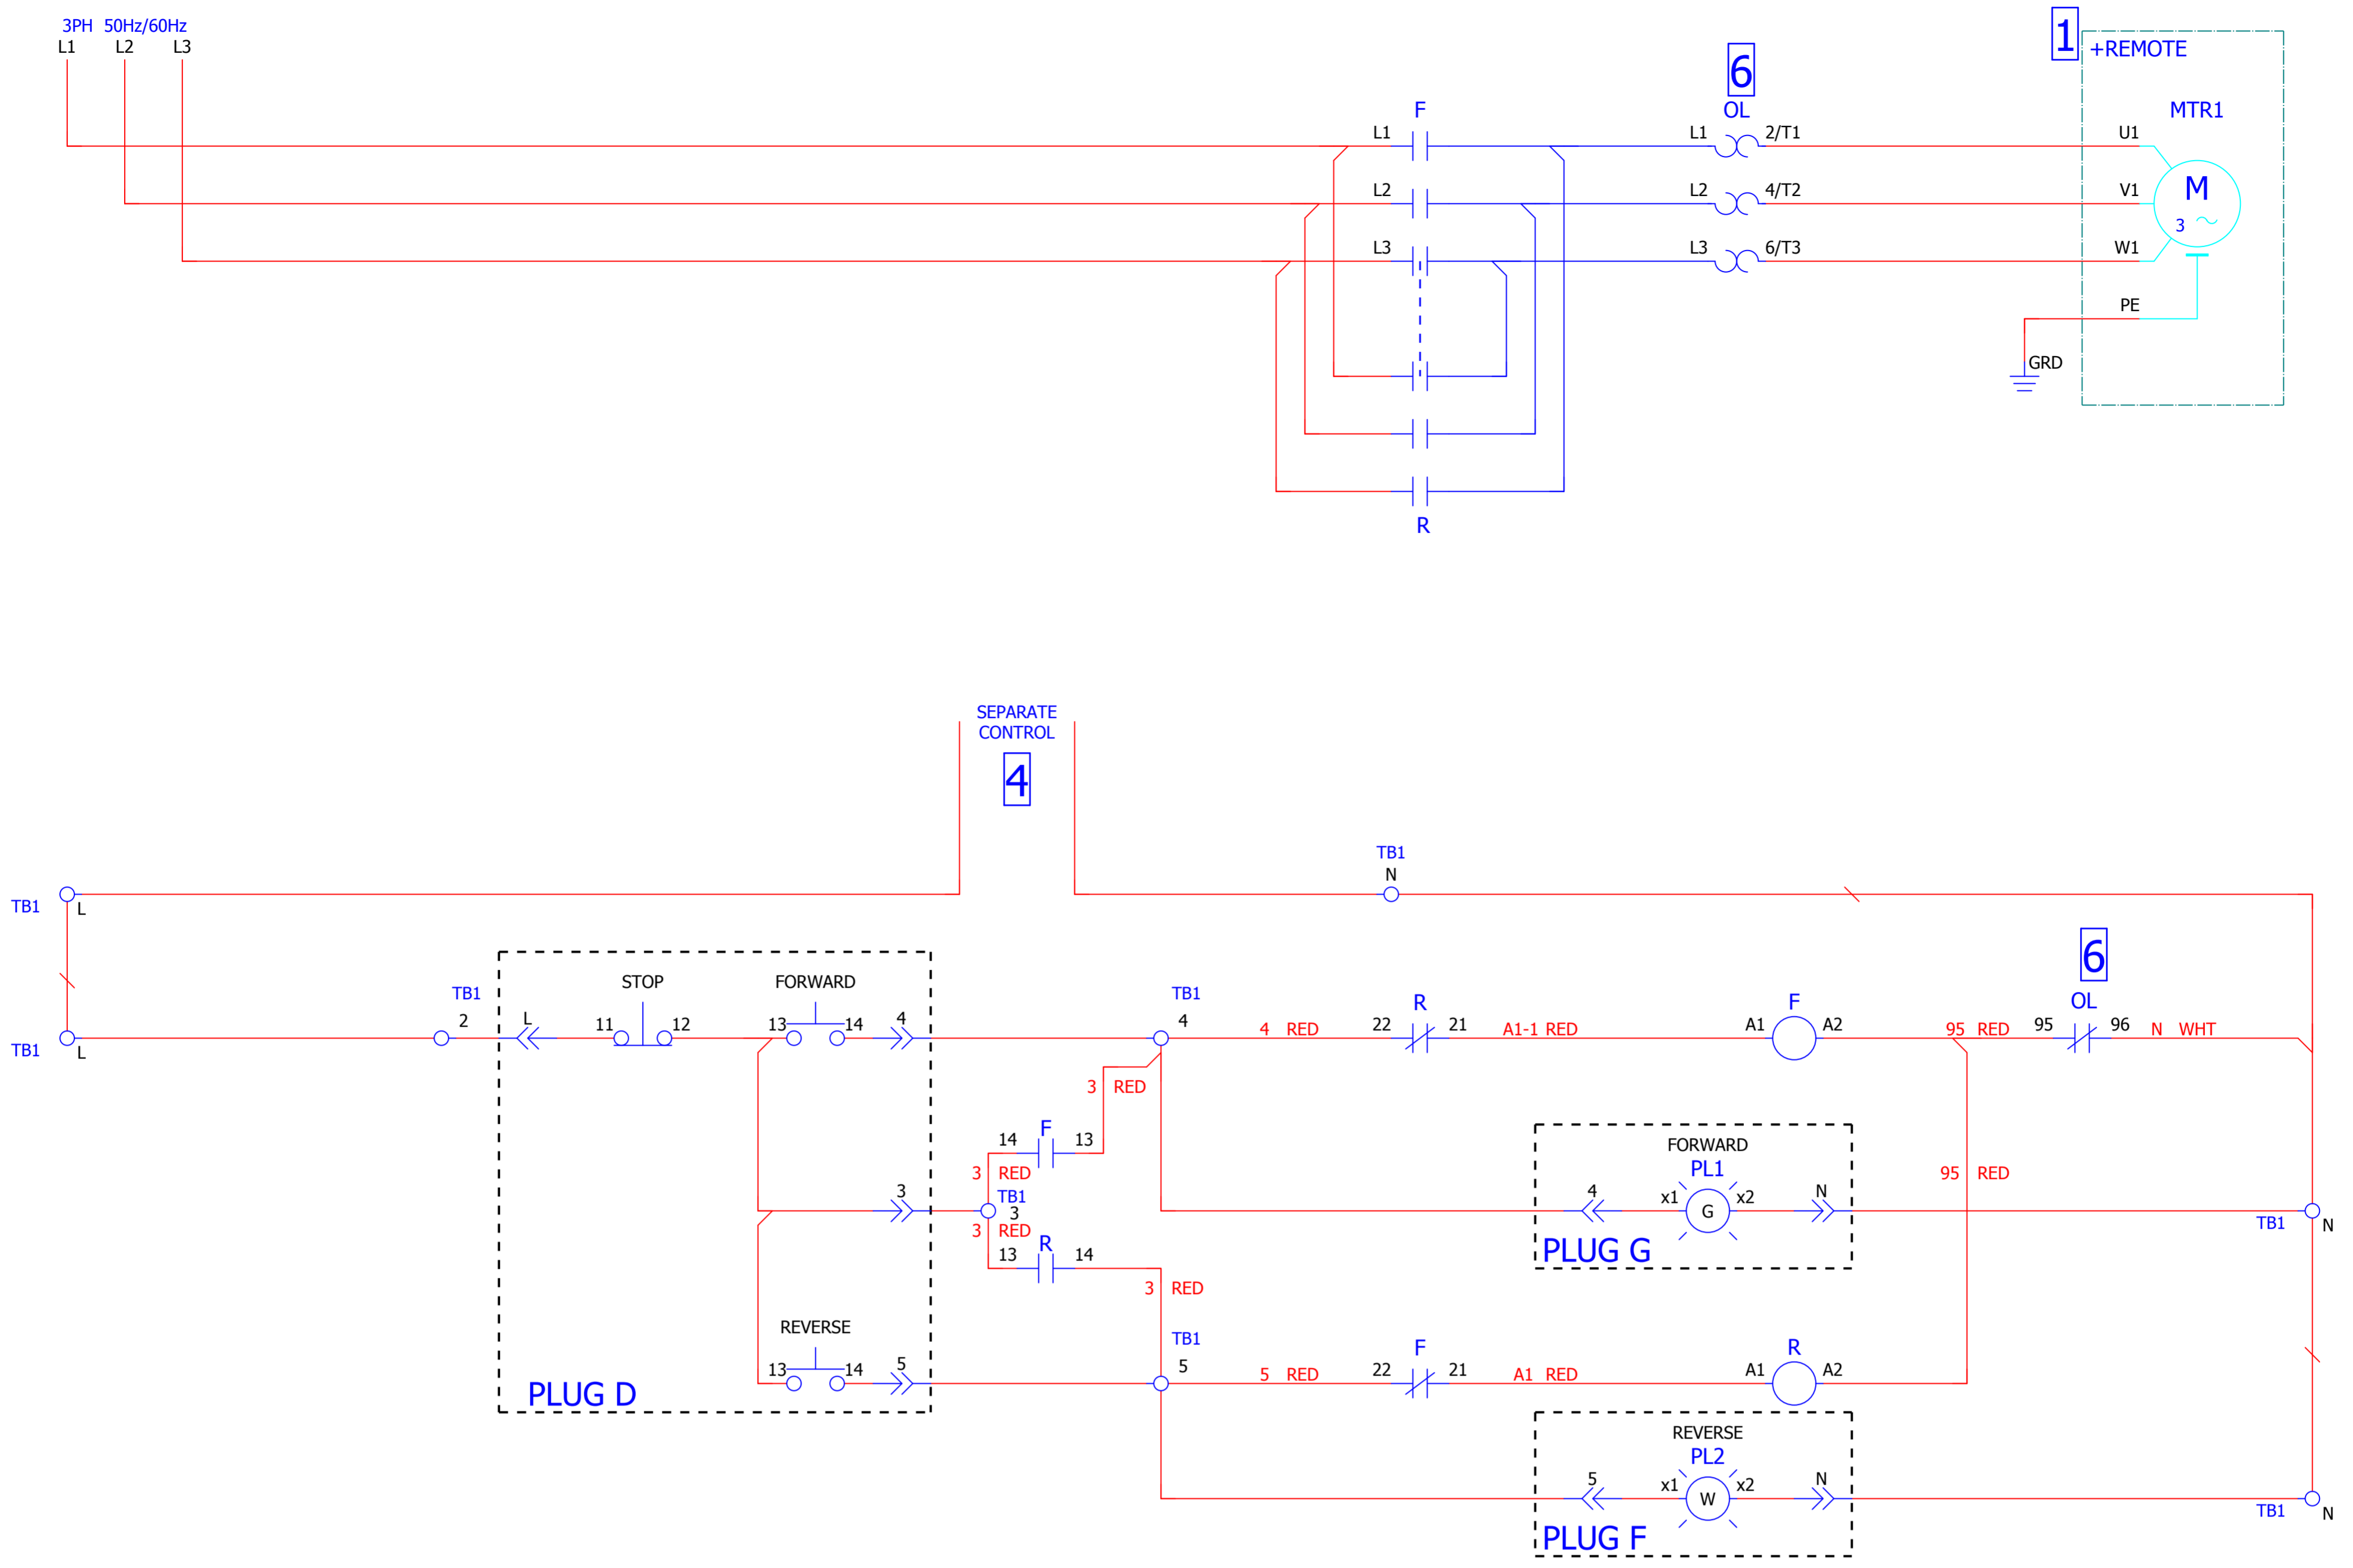 3PH 50Hz/60Hz
L1 L2 L3
1
+REMOTE
6
F OL MTR1
L1 L1 2/T1 U1
L2 L2 4/T2 V1
M
3
L3 L3 6/T3 W1
PE
GRD
R
SEPARATE
CONTROL
4
TB1
N
TB1 L
6
STOP FORWARD
TB1 TB1 R F OL
2 L 11 12 13 14 4 4 4 RED 22 21 A1-1 RED A1 A2 95 RED 95 96 N WHT
TB1 L
3 RED
F
14 13
FORWARD
PL1
3 RED
95 RED
3 TB1
3
4 x1 x2 N
G
TB1 N
3 RED
R
13 14
PLUG G
3 RED
REVERSE
TB1 F R
13 14 5 5 5 RED 22 21 A1 RED A1 A2
PLUG D
REVERSE
PL2
5 x1 x2 N
W
TB1 N
PLUG F